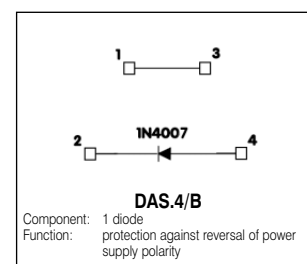 1 3
1N4007
2 4
DAS.4/B
Component: 1 diode
Function: protection against reversal of power
supply polarity